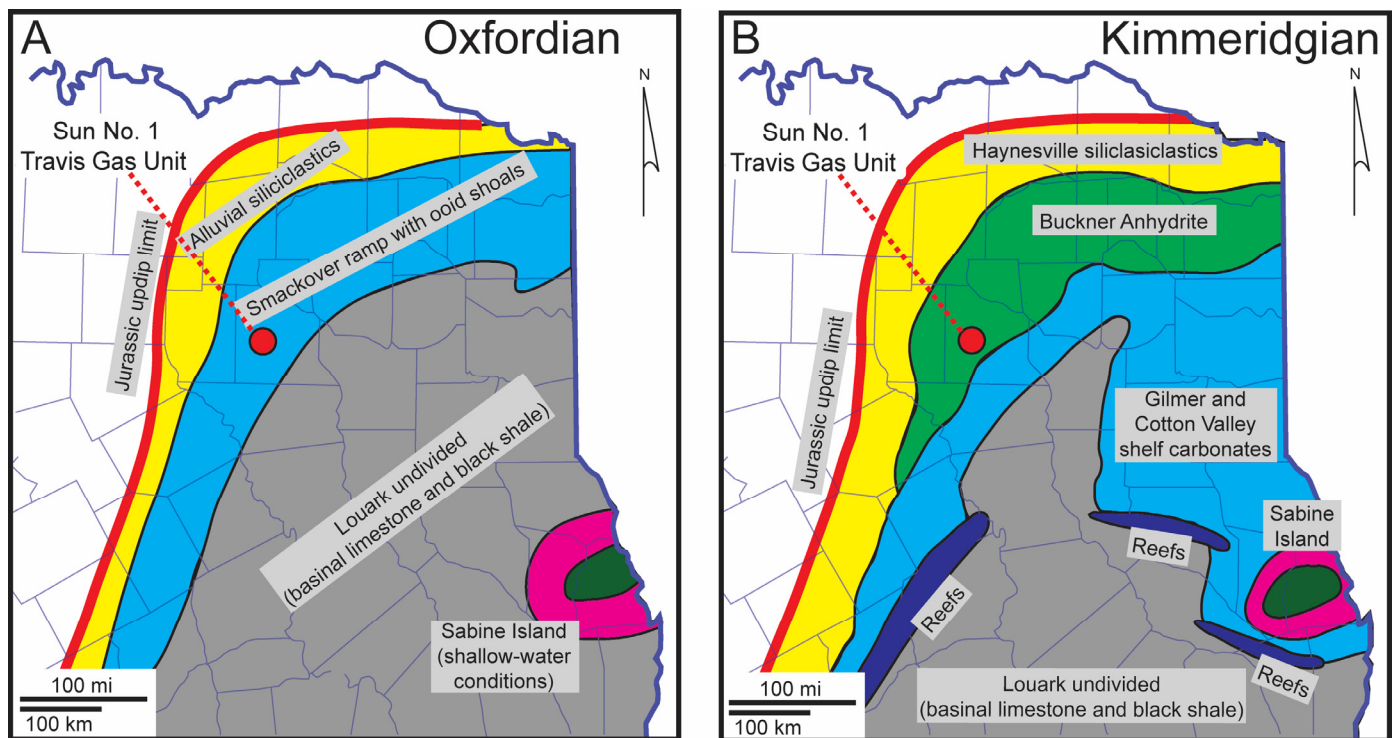 A
Oxfordian
N
Sun No. 1
Travis Gas Unit
Alluvial siliciclastics
Smackover ramp with ooid shoals
Jurassic updip limit
Louark undivided
(basinal limestone and black shale)
Sabine Island
(shallow-water
conditions)
100 mi
100 km
B
Kimmeridgian
N
Sun No. 1
Travis Gas Unit
Haynesville siliclasiclastics
Buckner Anhydrite
Jurassic updip limit
Gilmer and
Cotton Valley
shelf carbonates
Sabine
Island
Reefs
Reefs
Reefs
Louark undivided
(basinal limestone and black shale)
100 mi
100 km